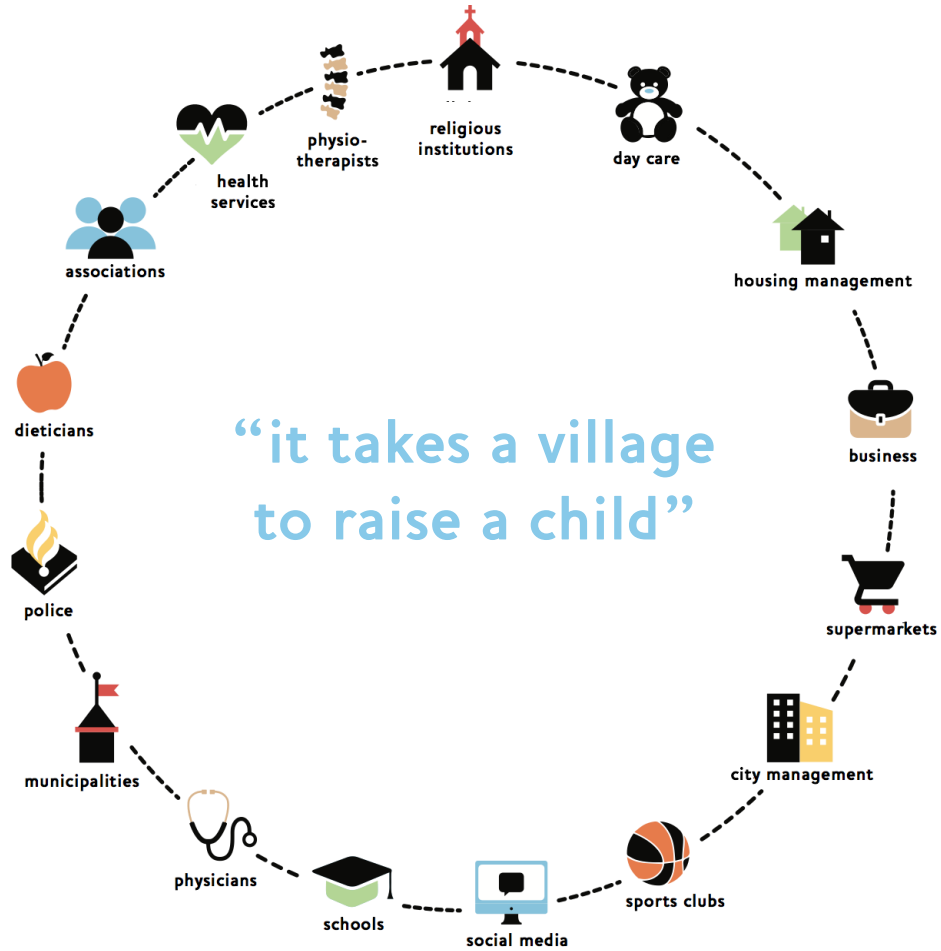 religious
institutions
day care
housing management
business
supermarkets
city management
sports clubs
social media
schools
physicians
municipalities
police
dieticians
associations
health
services
physio-
therapists
“it takes a village
to raise a child”